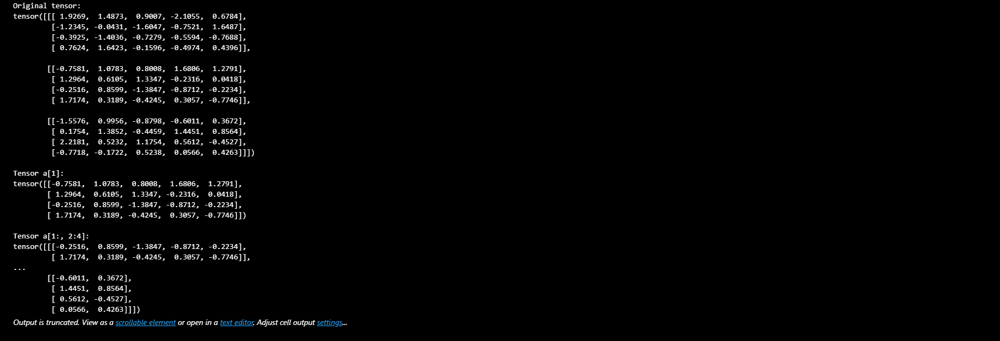 Original tensor:
tensor([[[ 1.9269,  1.4873,  0.9007, -2.1055,  0.6784],
         [-1.2345, -0.0431, -1.6047, -0.7521,  1.6487],
         [-0.3925, -1.4036, -0.7279, -0.5594, -0.7688],
         [ 0.7624,  1.6423, -0.1596, -0.4974,  0.4396]],

        [[-0.7581,  1.0783,  0.8008,  1.6806,  1.2791],
         [ 1.2964,  0.6105,  1.3347, -0.2316,  0.0418],
         [-0.2516,  0.8599, -1.3847, -0.8712, -0.2234],
         [ 1.7174,  0.3189, -0.4245,  0.3057, -0.7746]],

        [[-1.5576,  0.9956, -0.8798, -0.6011,  0.3672],
         [ 0.1754,  1.3852, -0.4459,  1.4451,  0.8564],
         [ 2.2181,  0.5232,  1.1754,  0.5612, -0.4527],
         [-0.7718, -0.1722,  0.5238,  0.0566,  0.4263]]])

Tensor a[1]:
tensor([[-0.7581,  1.0783,  0.8008,  1.6806,  1.2791],
        [ 1.2964,  0.6105,  1.3347, -0.2316,  0.0418],
        [-0.2516,  0.8599, -1.3847, -0.8712, -0.2234],
        [ 1.7174,  0.3189, -0.4245,  0.3057, -0.7746]])

Tensor a[1:, 2:4]:
tensor([[[-0.2516,  0.8599, -1.3847, -0.8712, -0.2234],
         [ 1.7174,  0.3189, -0.4245,  0.3057, -0.7746]],
...
        [[-0.6011,  0.3672],
         [ 1.4451,  0.8564],
         [ 0.5612, -0.4527],
         [ 0.0566,  0.4263]]])
Output is truncated. View as a scrollable element or open in a text editor. Adjust cell output settings...